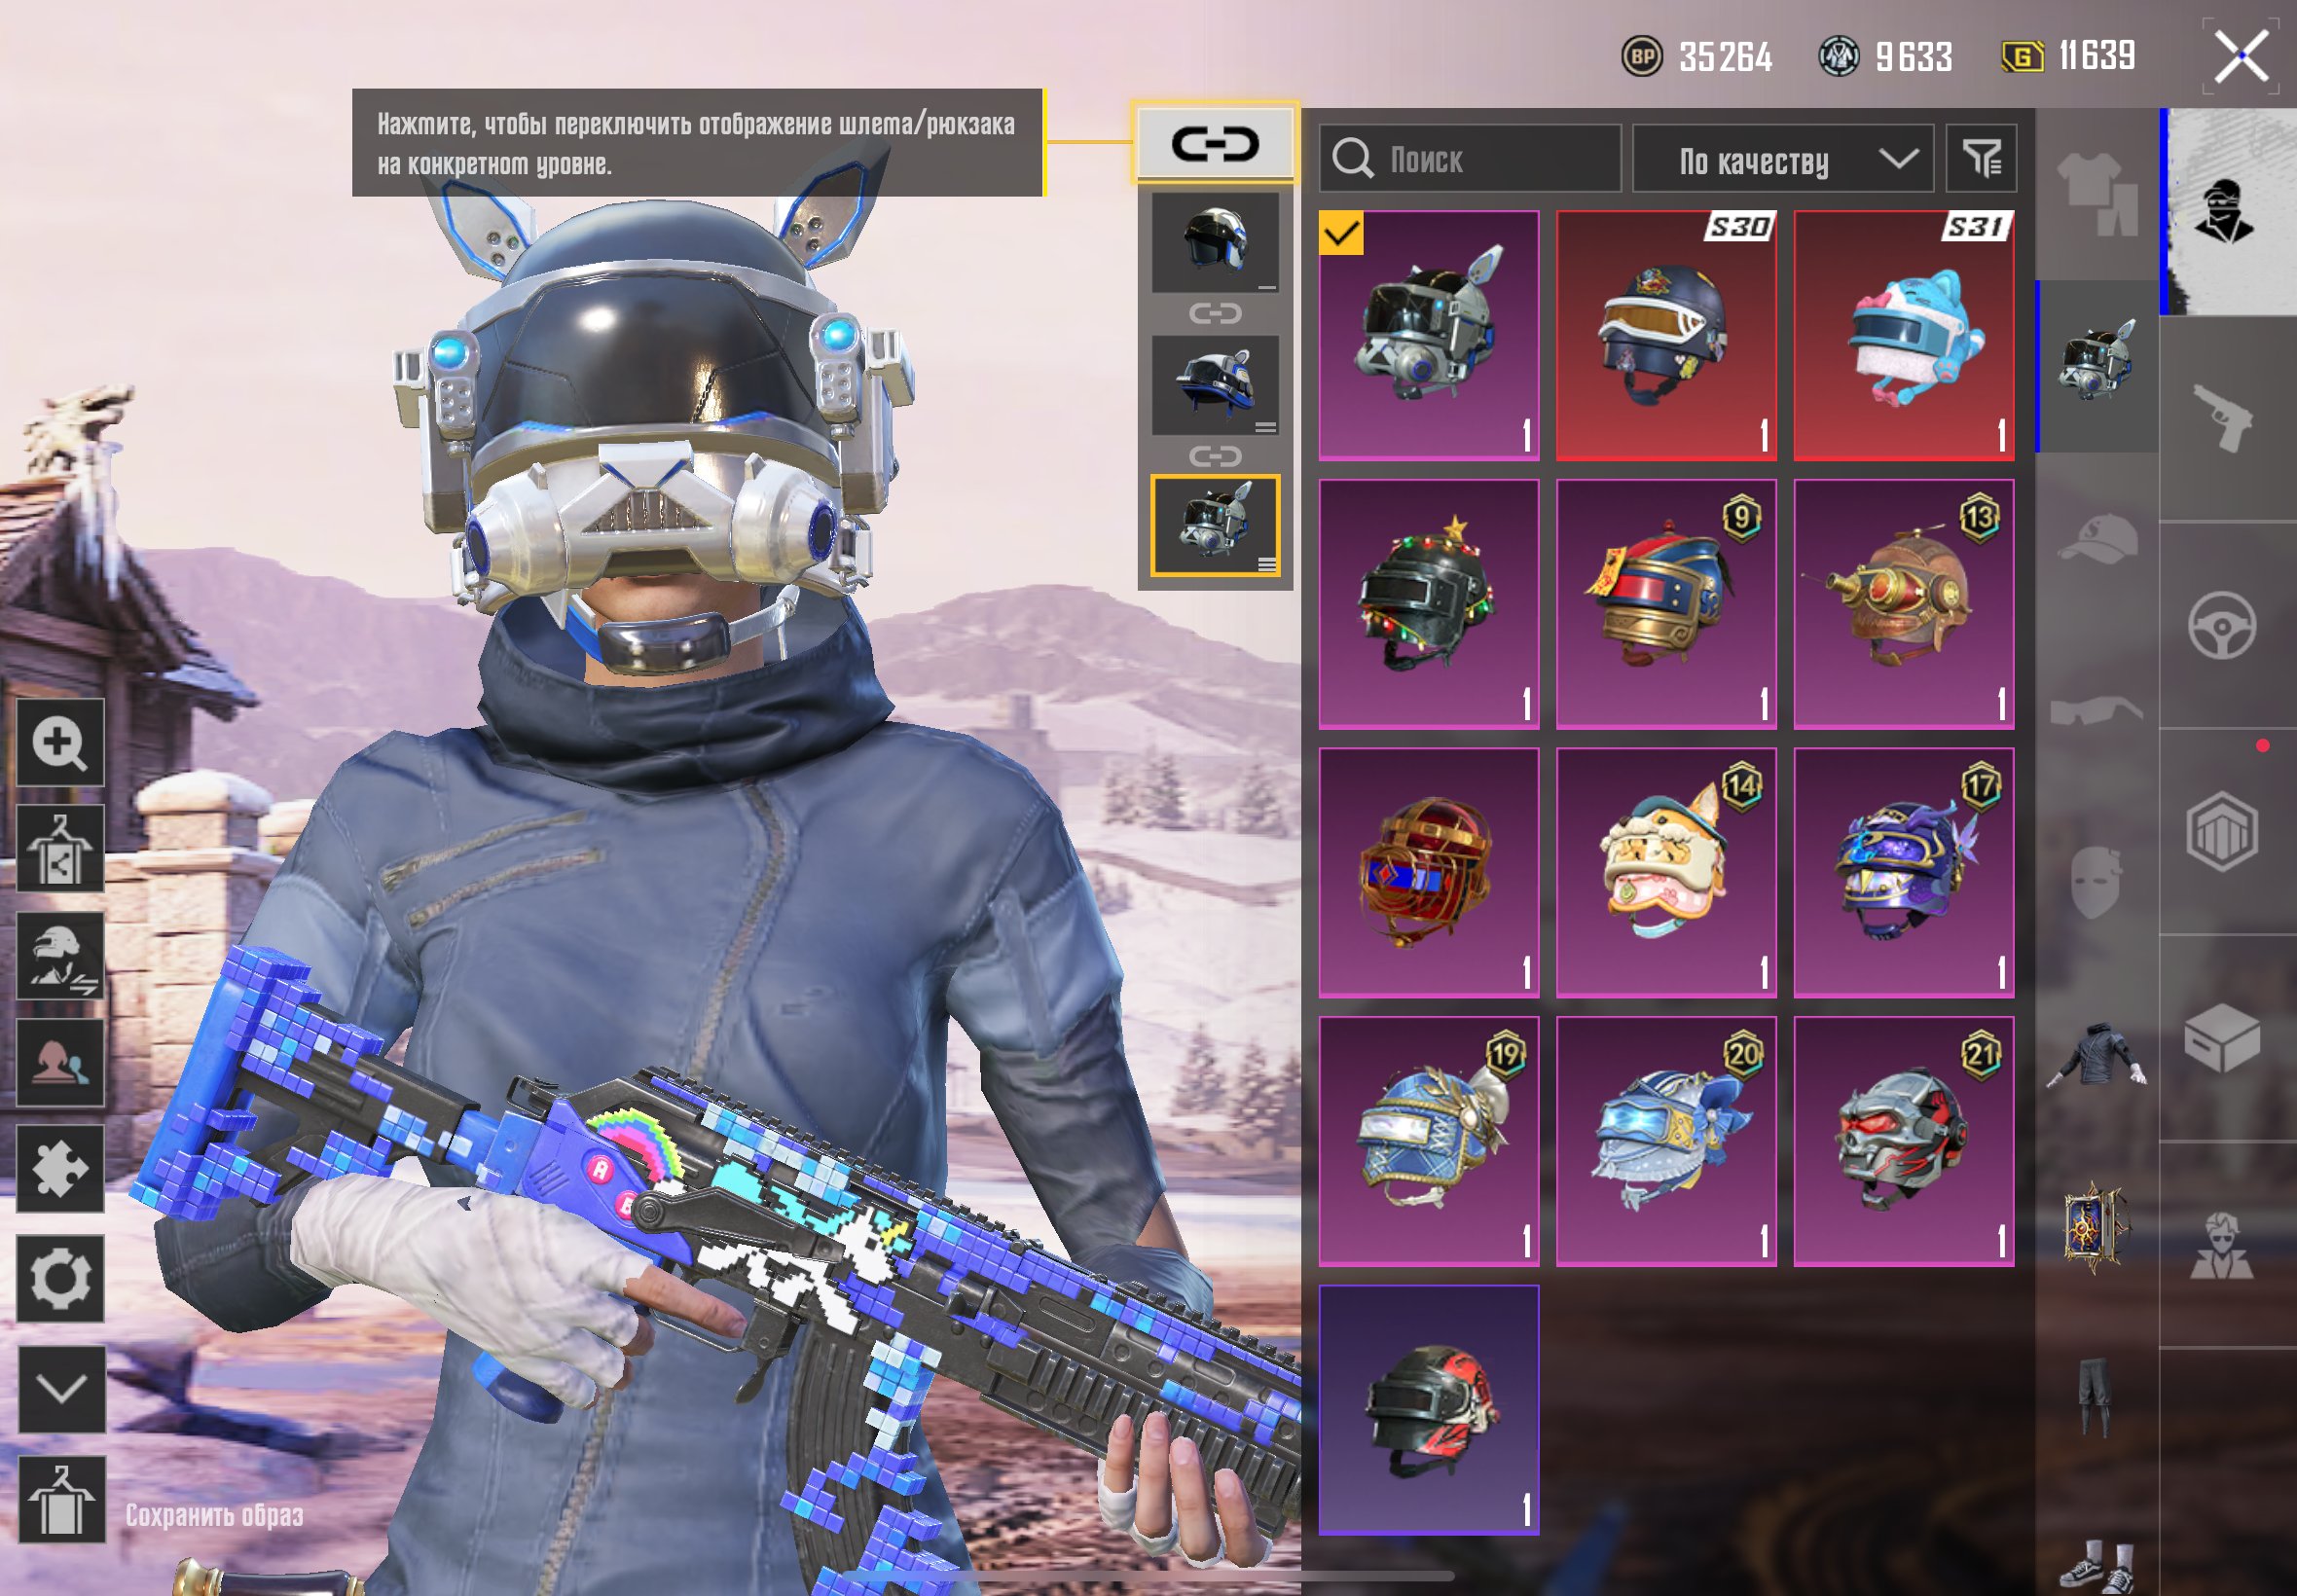 BP 35264 9633 G 11639
Нажмите, чтобы переключить отображение шлема/рюкзака
на конкретном уровне.
Поиск
По качеству
S30
S31
1 1 1
9 13
1 1 1
14 17
1 1 1
19 20 21
1 1 1
A
B
1
Сохранить образ